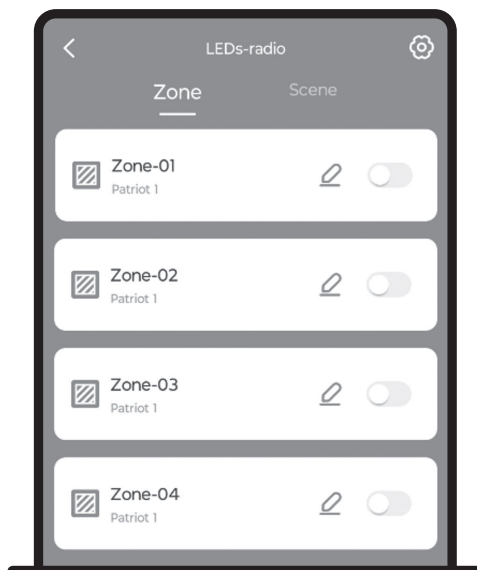 LEDs-radio
Zone Scene
Zone-01
Patriot 1
Zone-02
Patriot 1
Zone-03
Patriot 1
Zone-04
Patriot 1